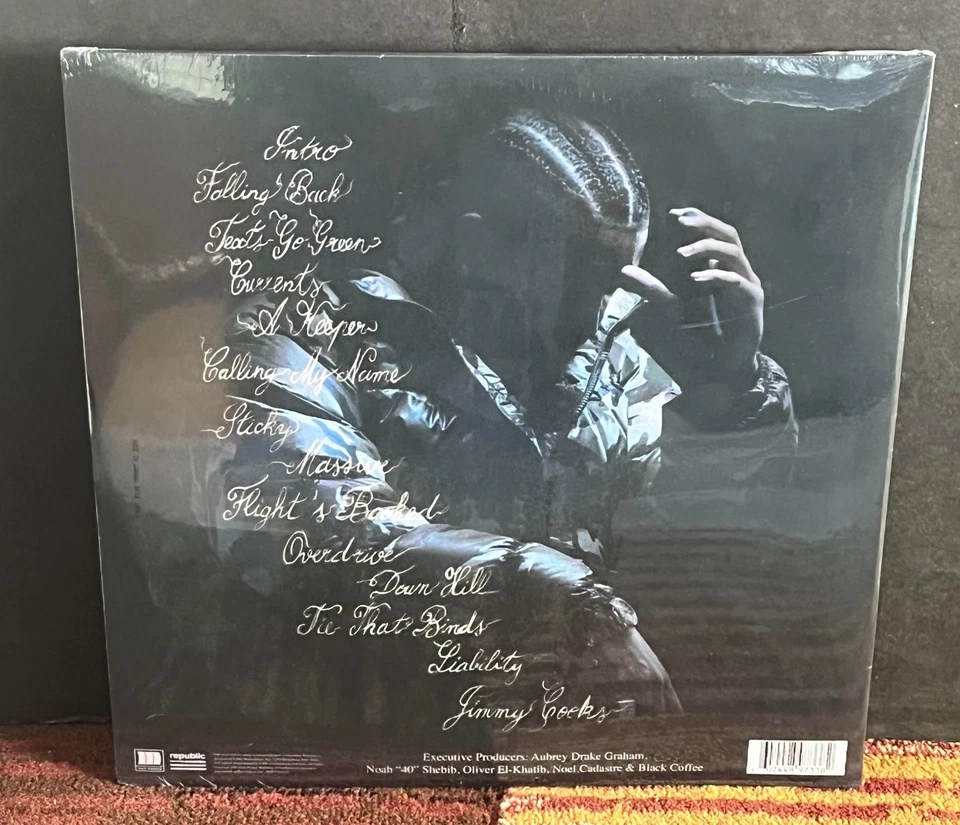 Intro
Falling Back
Texts Go Green
Currents
A Keeper
Calling My Name
Sticky
Massive
Flight's Booked
Overdrive
Down Hill
Tie That Binds
Liability
Jimmy Cooks
republic
Executive Producers: Aubrey Drake Graham,
Noah "40" Shebib, Oliver El-Khatib, Noel Cadastre & Black Coffee